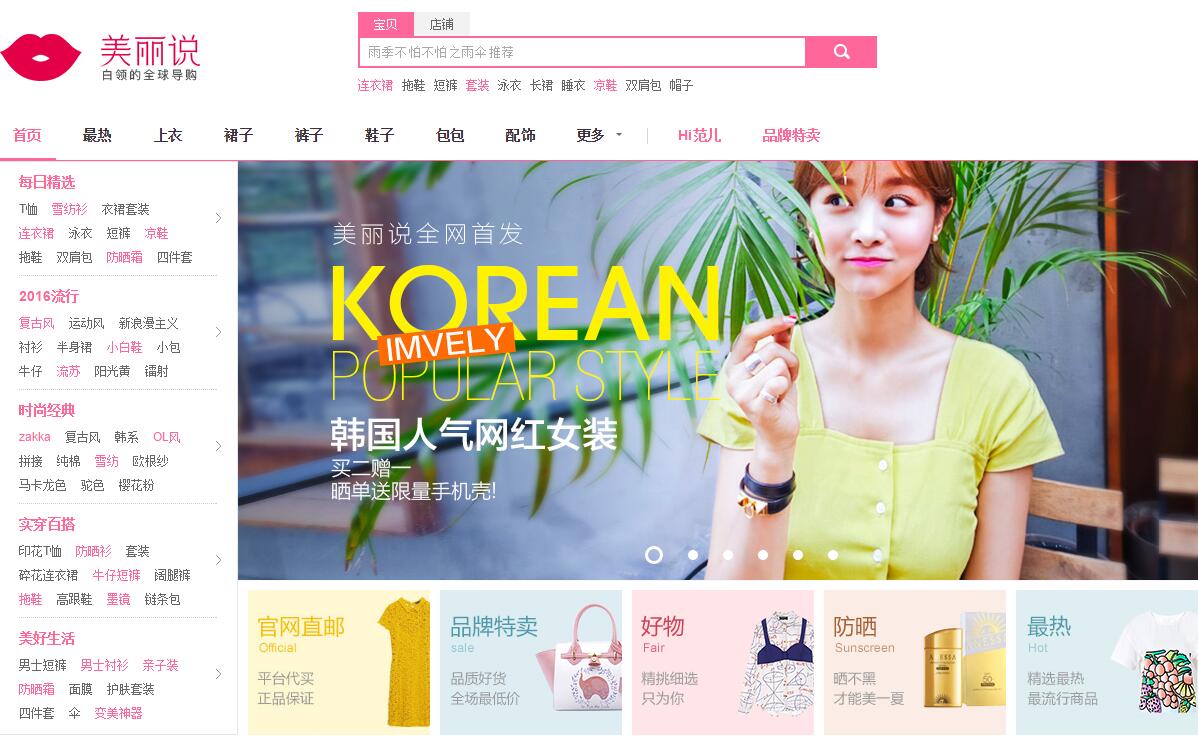 宝贝 店铺
美丽说
白领的全球导购
雨季不怕不怕之雨伞推荐
连衣裙 拖鞋 短裤 套装 泳衣 长裙 睡衣 凉鞋 双肩包 帽子
首页 最热 上衣 裙子 裤子 鞋子 包包 配饰 更多 Hi范儿 品牌特卖
每日精选
T恤 雪纺衫 衣裙套装
连衣裙 泳衣 短裤 凉鞋
拖鞋 双肩包 防晒霜 四件套
2016流行
复古风 运动风 新浪漫主义
衬衫 半身裙 小白鞋 小包
牛仔 流苏 阳光黄 镭射
时尚经典
zakka 复古风 韩系 OL风
拼接 纯棉 雪纺 欧根纱
马卡龙色 驼色 樱花粉
实穿百搭
印花T恤 防晒衫 套装
碎花连衣裙 牛仔短裤 阔腿裤
拖鞋 高跟鞋 墨镜 链条包
美好生活
男士短裤 男士衬衫 亲子装
防晒霜 面膜 护肤套装
四件套 伞 变美神器
美丽说全网首发
KOREAN
IMVELY
POPULAR STYLE
韩国人气网红女装
买二赠一
晒单送限量手机壳!
官网直邮
Official
平台代买
正品保证
品牌特卖
sale
品质好货
全场最低价
好物
Fair
精挑细选
只为你
防晒
Sunscreen
晒不黑
才能美一夏
ANESSA
50
最热
Hot
精选最热
最流行商品